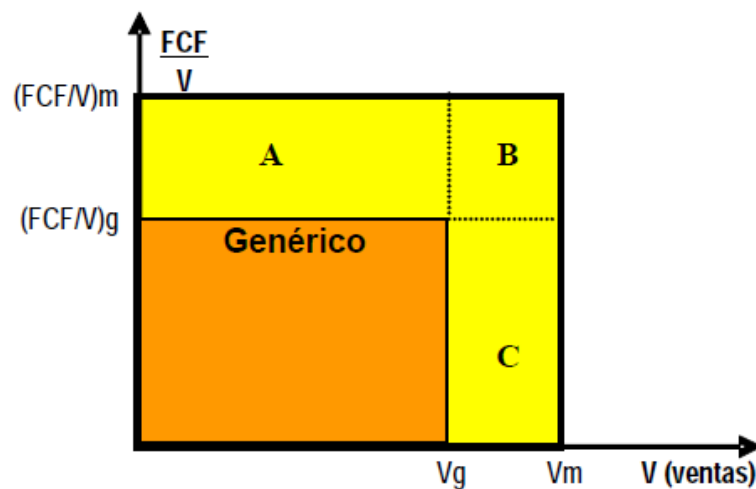 FCF
V
(FCF/V)m
A
B
(FCF/V)g
Genérico
C
Vg
Vm
V (ventas)